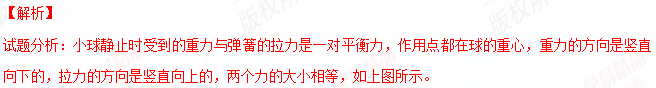 【解析】
试题分析：小球静止时受到的重力与弹簧的拉力是一对平衡力，作用点都在球的重心，重力的方向是竖直
向下的，拉力的方向是竖直向上的，两个力的大小相等，如上图所示。